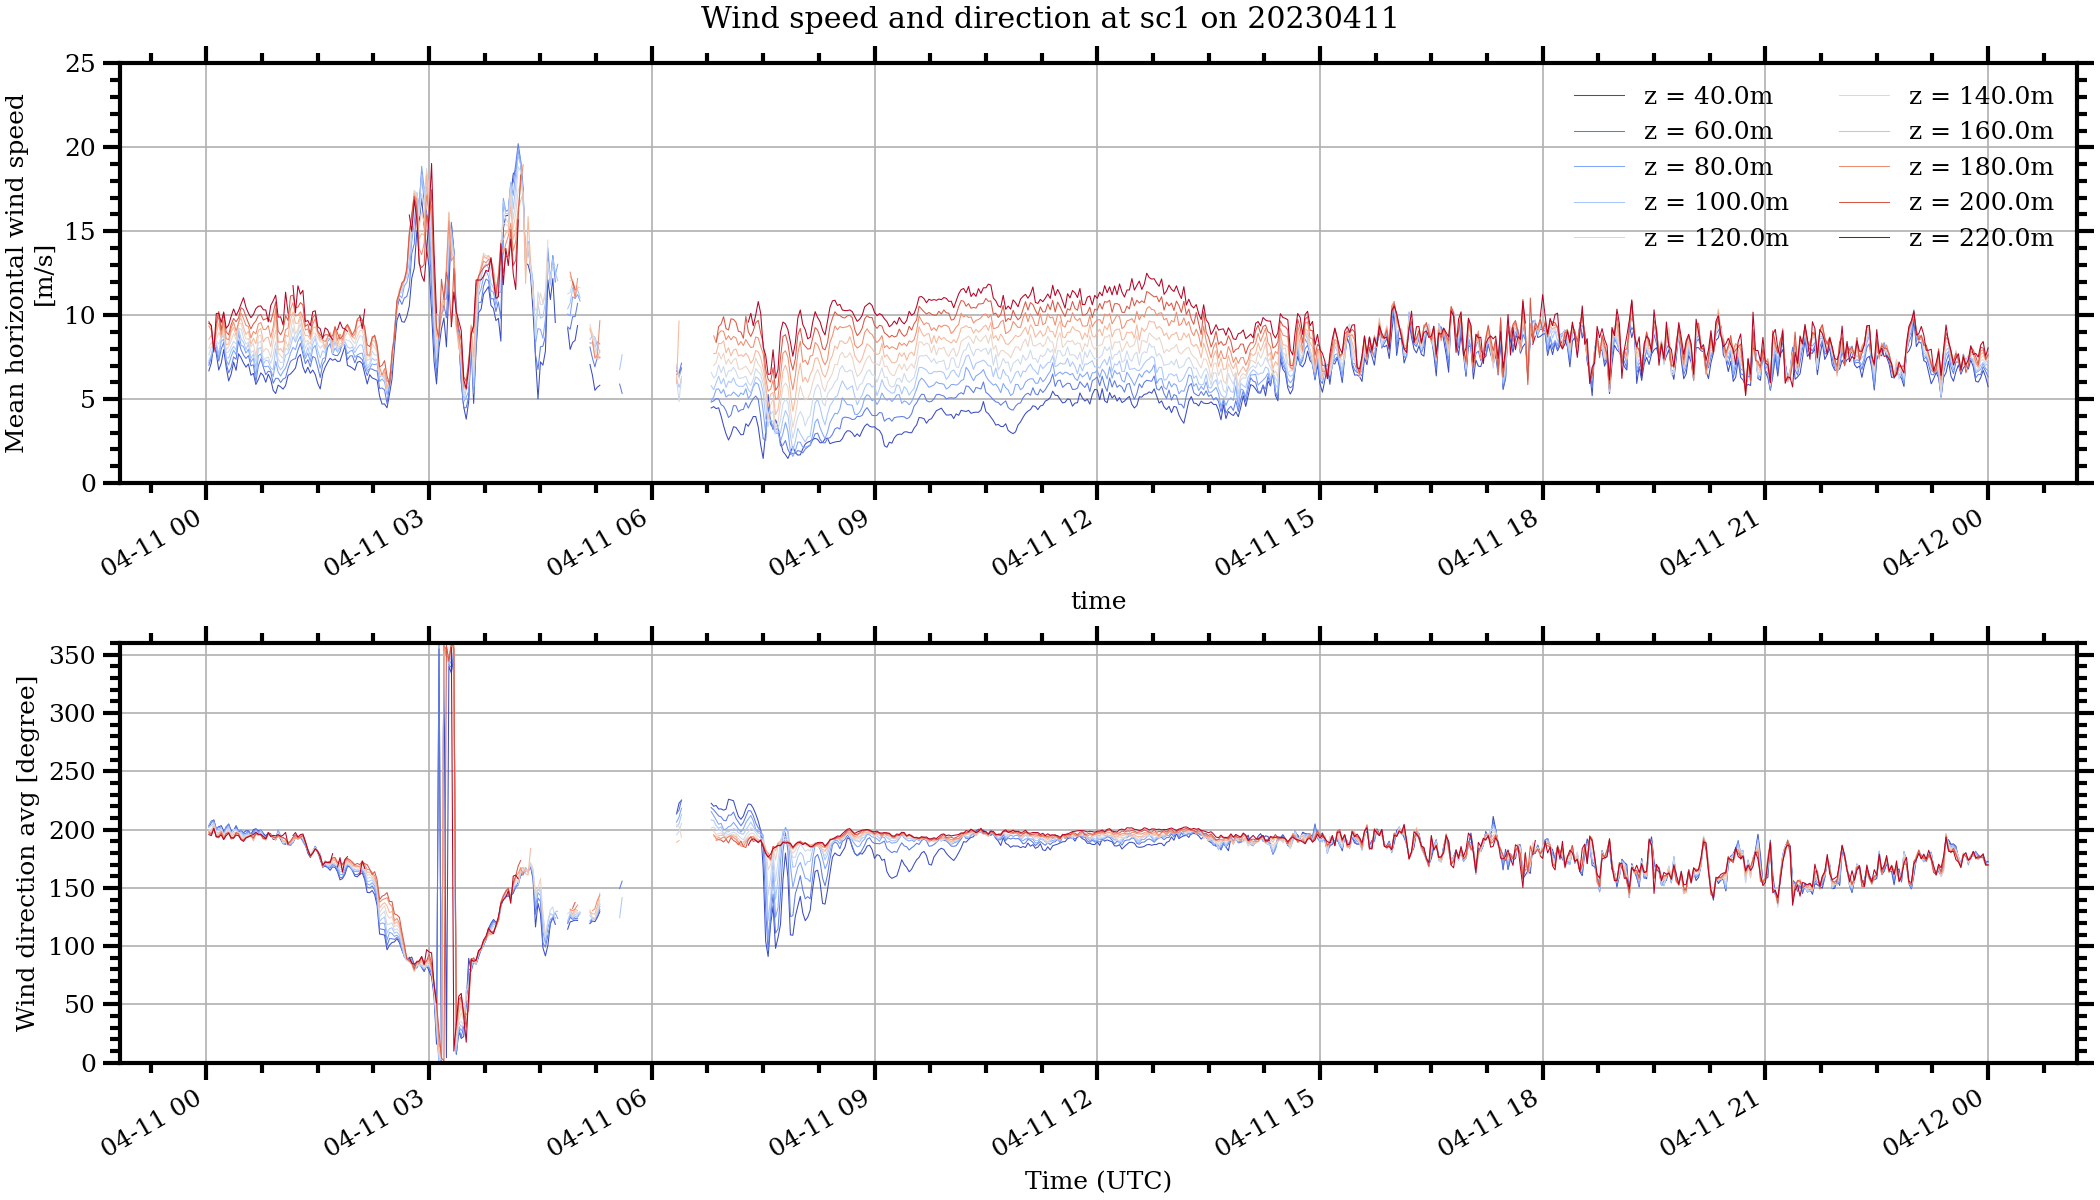 Wind speed and direction at sc1 on 20230411
Mean horizontal wind speed
[m/s]
25
20
15
10
5
0
z = 40.0m
z = 60.0m
z = 80.0m
z = 100.0m
z = 120.0m
z = 140.0m
z = 160.0m
z = 180.0m
z = 200.0m
z = 220.0m
04-11 00
04-11 03
04-11 06
04-11 09
04-11 12
04-11 15
04-11 18
04-11 21
04-12 00
time
Wind direction avg [degree]
350
300
250
200
150
100
50
0
04-11 00
04-11 03
04-11 06
04-11 09
04-11 12
04-11 15
04-11 18
04-11 21
04-12 00
Time (UTC)